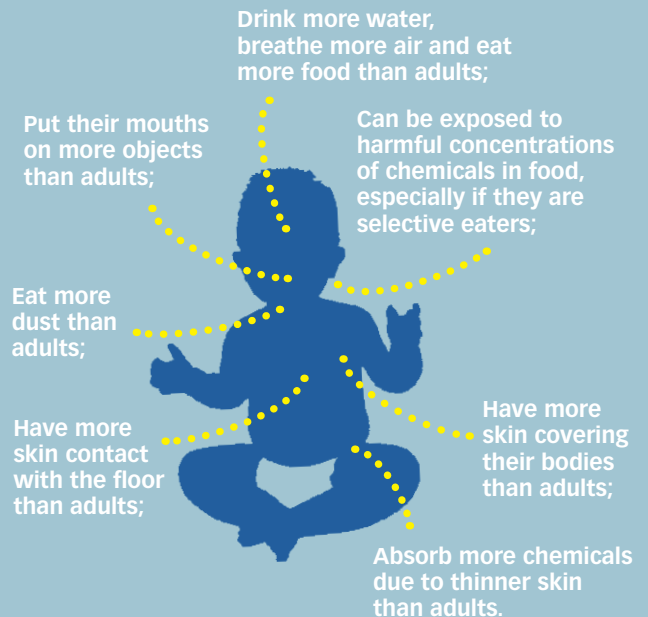 Drink more water,
breathe more air and eat
more food than adults;
Put their mouths
on more objects
than adults;
Can be exposed to
harmful concentrations
of chemicals in food,
especially if they are
selective eaters;
Eat more
dust than
adults;
Have more
skin contact
with the floor
than adults;
Have more
skin covering
their bodies
than adults;
Absorb more chemicals
due to thinner skin
than adults.